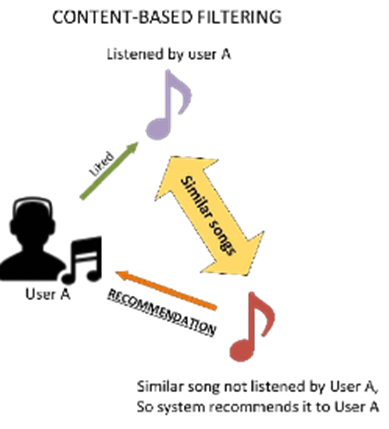 CONTENT-BASED FILTERING
Listened by user A
Liked
Similar songs
User A
RECOMMENDATION
Similar song not listened by User A,
So system recommends it to User A